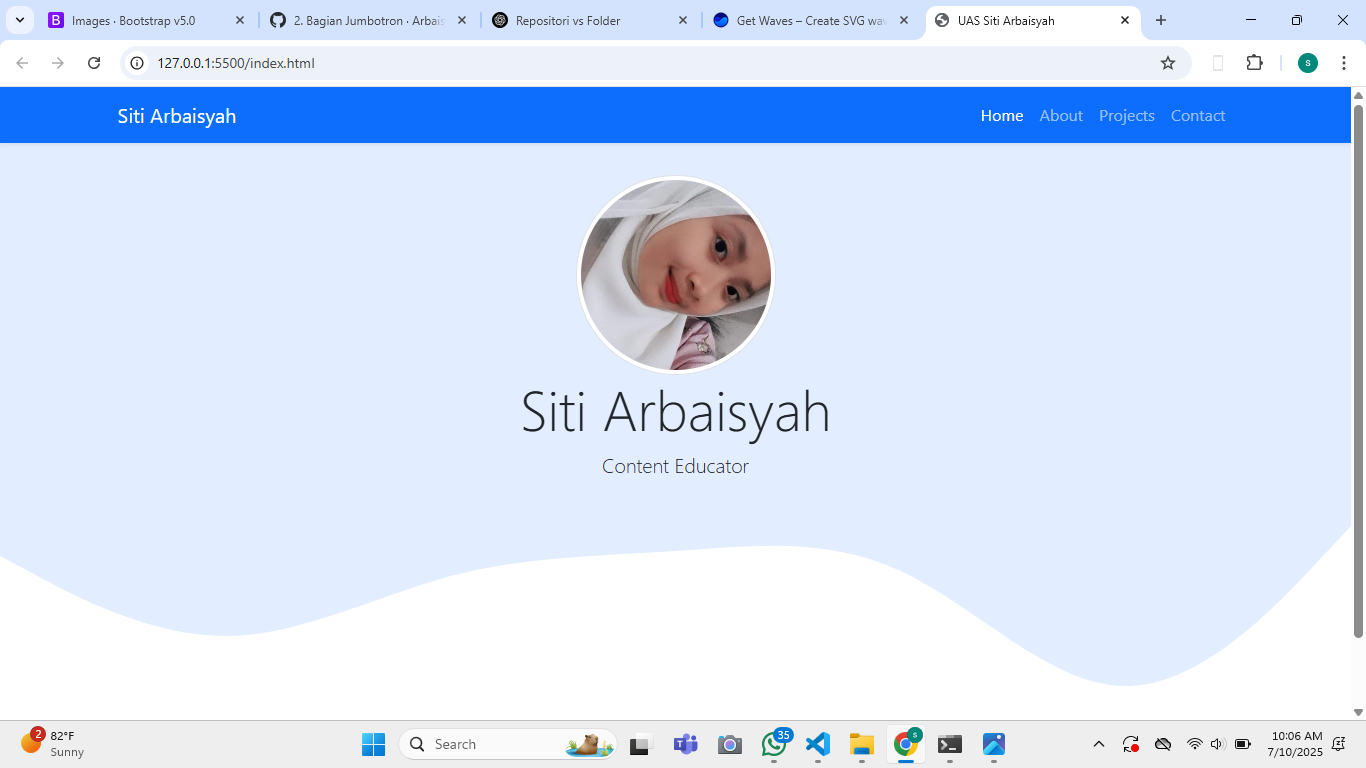 Images · Bootstrap v5.0
2. Bagian Jumbotron · Arbais
Repositori vs Folder
Get Waves – Create SVG wav
UAS Siti Arbaisyah
127.0.0.1:5500/index.html
s
Siti Arbaisyah
Home About Projects Contact
Siti Arbaisyah
Content Educator
2
82°F
Sunny
Search
35
s
10:06 AM
7/10/2025